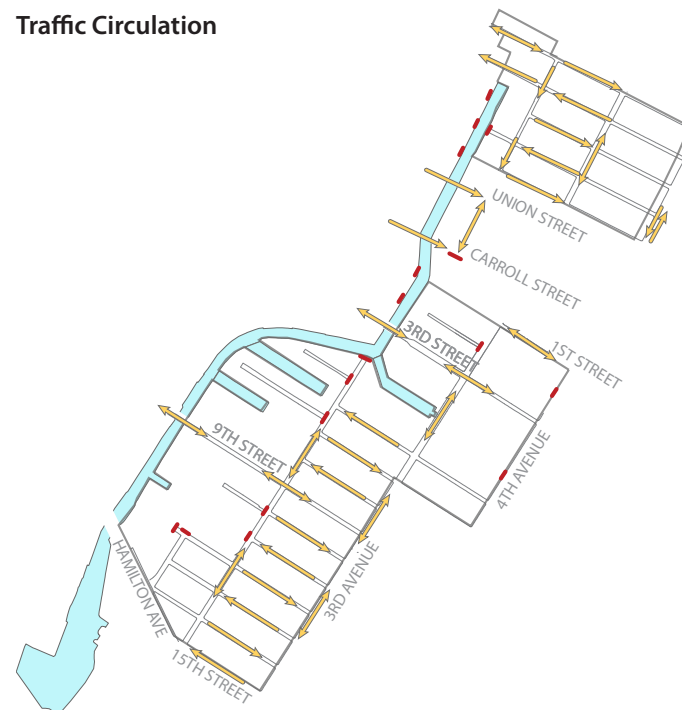 Traffic Circulation
UNION STREET
CARROLL STREET
3RD STREET
1ST STREET
9TH STREET
4TH AVENUE
HAMILTON AVE
3RD AVENUE
15TH STREET